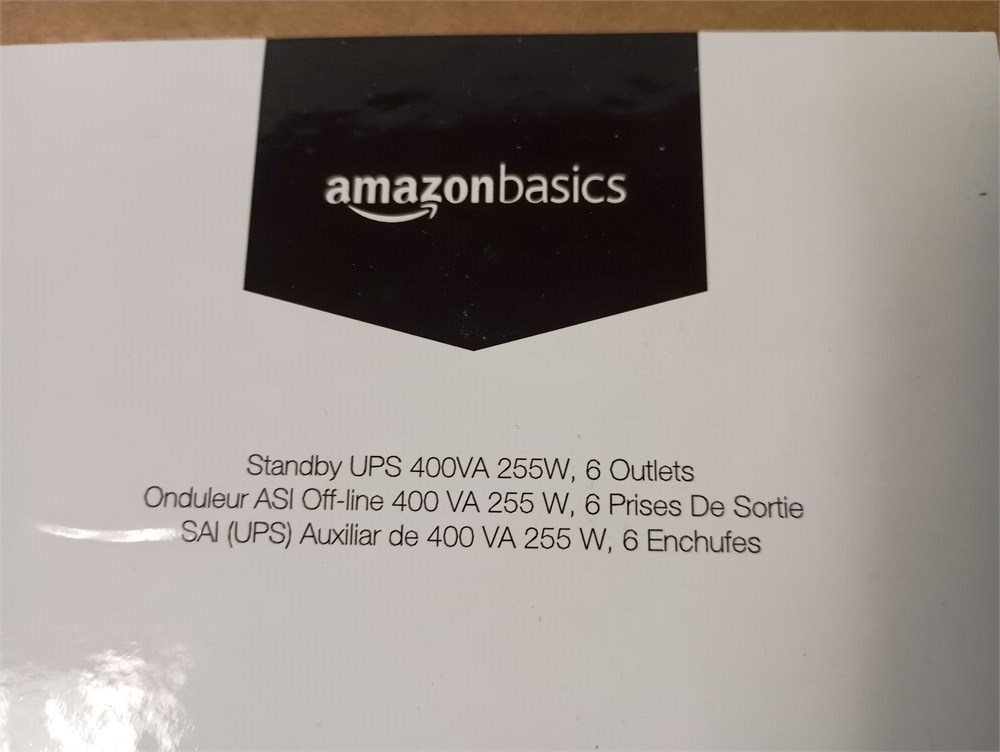 amazonbasics
Standby UPS 400VA 255W, 6 Outlets
Onduleur ASI Off-line 400 VA 255 W, 6 Prises De Sortie
SAI (UPS) Auxiliar de 400 VA 255 W, 6 Enchufes